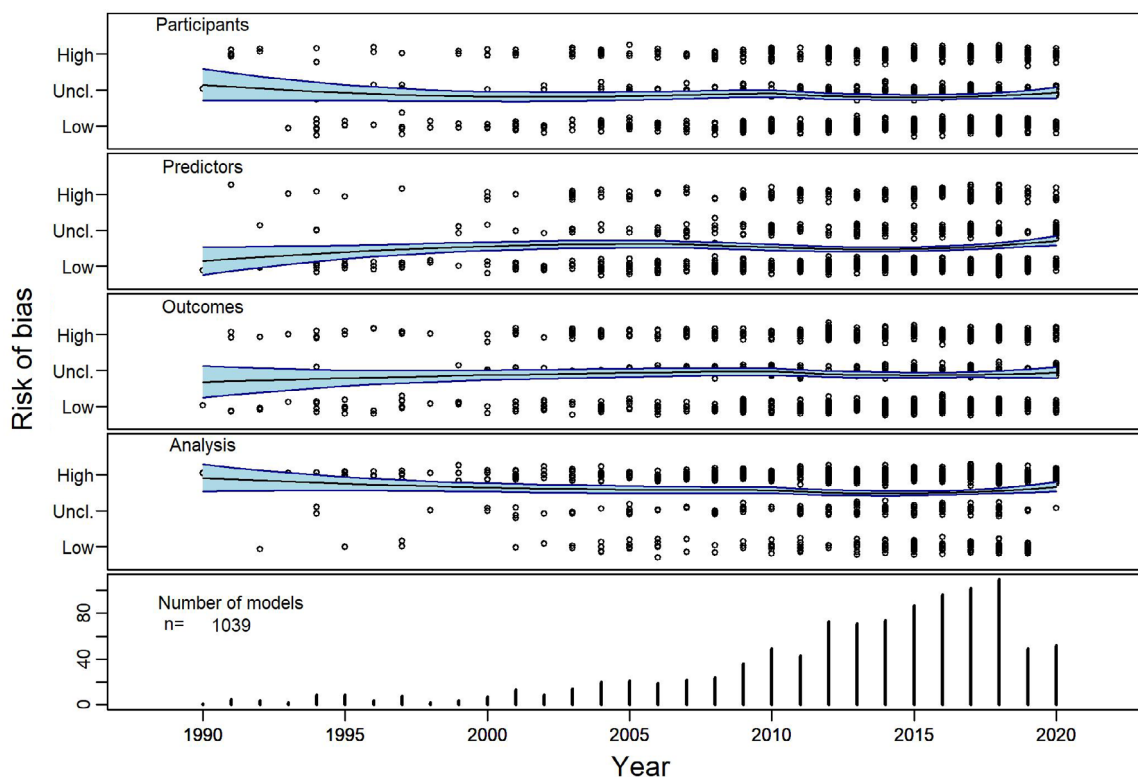 Participants
High
Uncl.
Low
Predictors
High
Uncl.
Low
Outcomes
High
Uncl.
Low
Analysis
High
Uncl.
Low
Risk of bias
Number of models
n= 1039
80
40
0
1990 1995 2000 2005 2010 2015 2020
Year